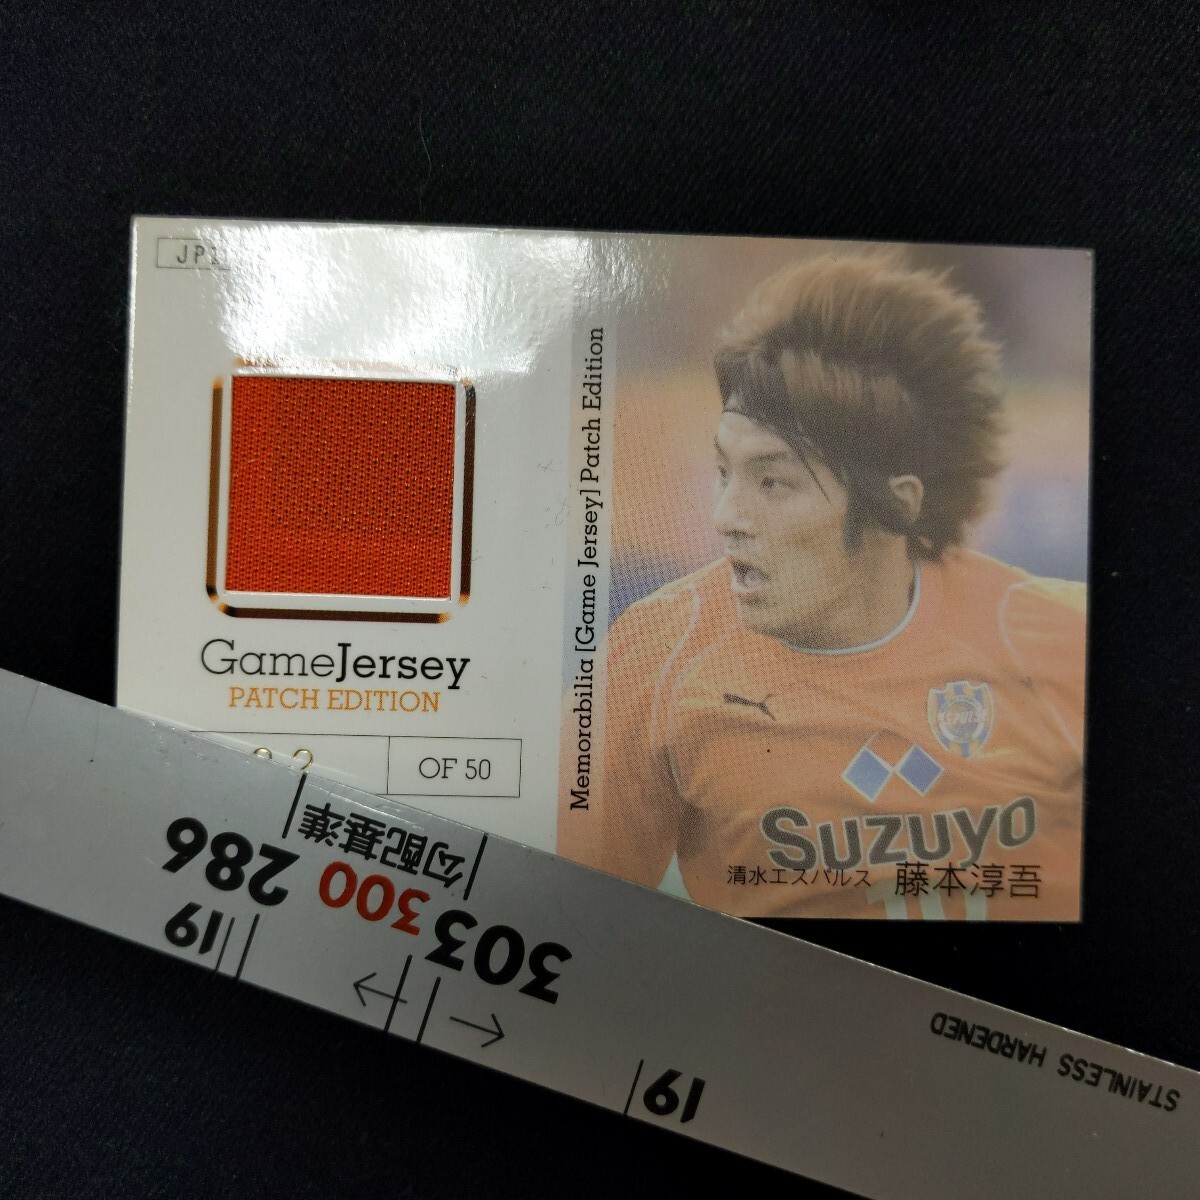 JP1
GameJersey
PATCH EDITION
OF 50
Memorabilia [Game Jersey] Patch Edition
Suzuyo
清水エスパルス 藤本淳吾
10
286
300
303
勾配基準
19
19
STAINLESS HARDENED